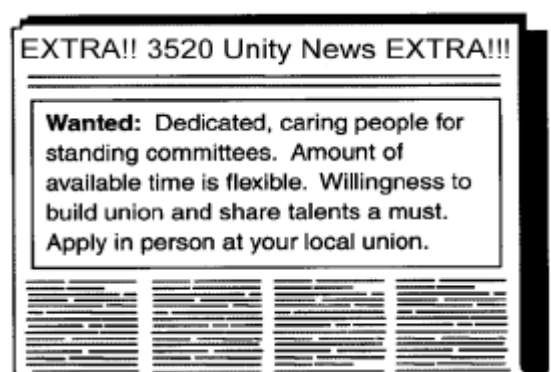 EXTRA!! 3520 Unity News EXTRA!!!
Wanted: Dedicated, caring people for
standing committees. Amount of
available time is flexible. Willingness to
build union and share talents a must.
Apply in person at your local union.